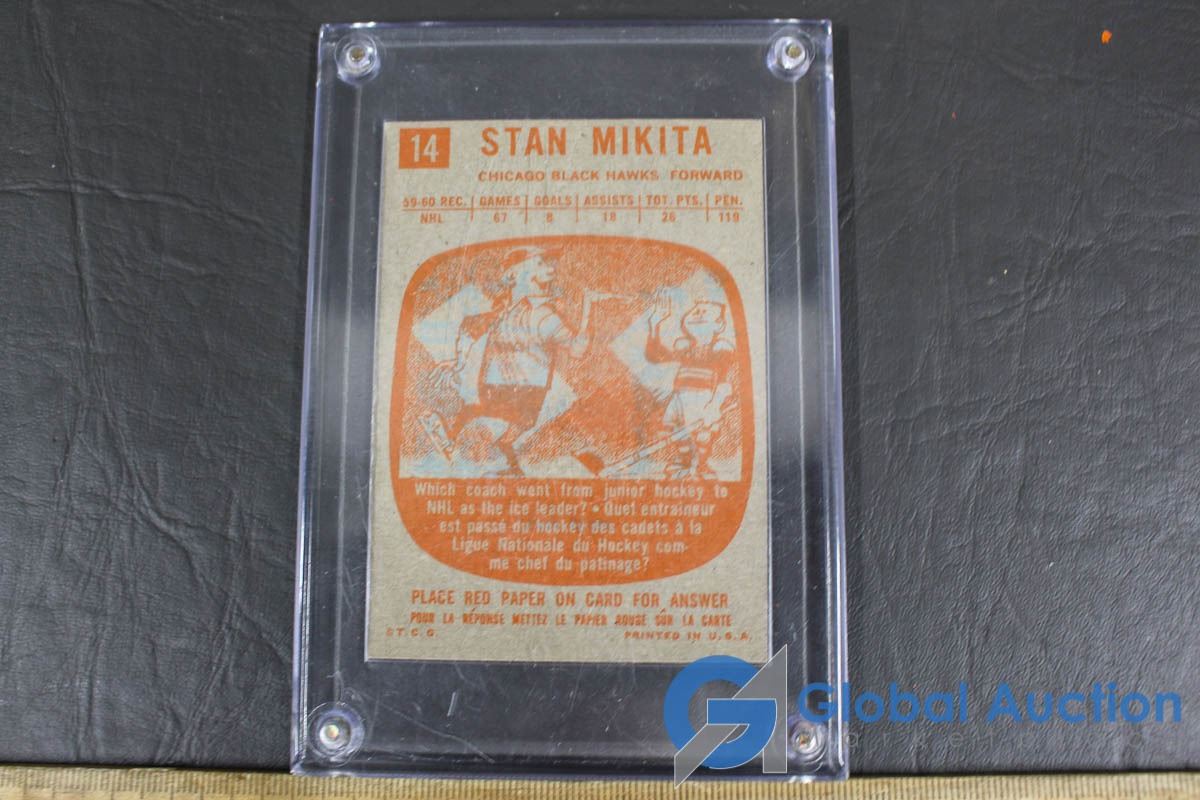 14 STAN MIKITA
CHICAGO BLACK HAWKS FORWARD
59-60 REC. GAMES GOALS ASSISTS TOT. PTS. PEN.
NHL 67 8 18 26 119
Which coach went from junior hockey to
NHL as the ice leader? • Quel entraineur
est passé du hockey des cadets à la
Ligue Nationale du Hockey com-
me chef du patinage?
PLACE RED PAPER ON CARD FOR ANSWER
POUR LA RÉPONSE METTEZ LE PAPIER ROUGE SÛR LA CARTE
©T.C.G. PRINTED IN U.S.A.
GA Global Auction